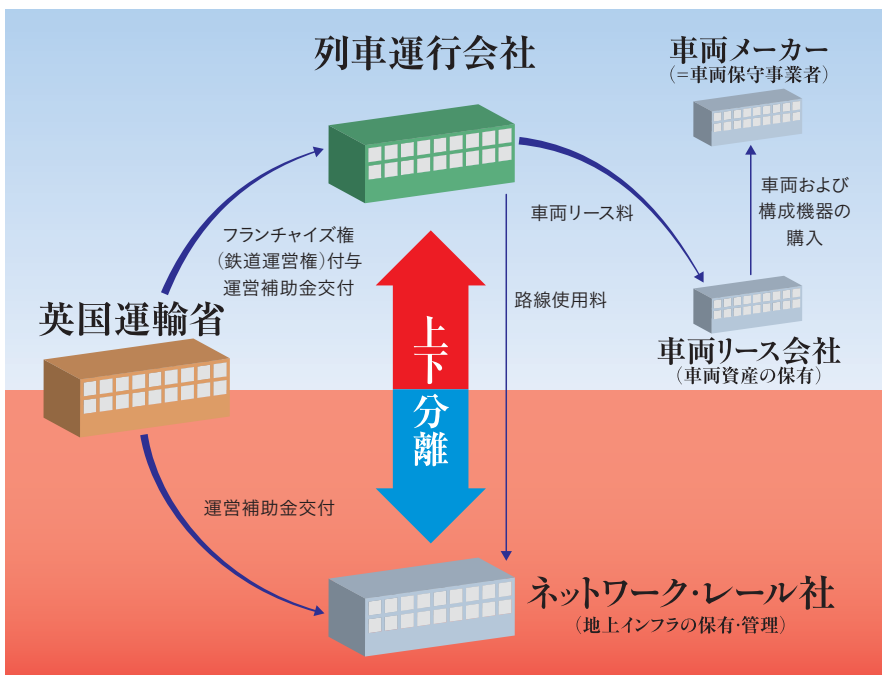 列車運行会社
車両メーカー
(=車両保守事業者)
車両および
構成機器の
購入
車両リース料
フランチャイズ権
(鉄道運営権)付与
運営補助金交付
路線使用料
英国運輸省
上下分離
車両リース会社
(車両資産の保有)
運営補助金交付
ネットワーク・レール社
(地上インフラの保有・管理)